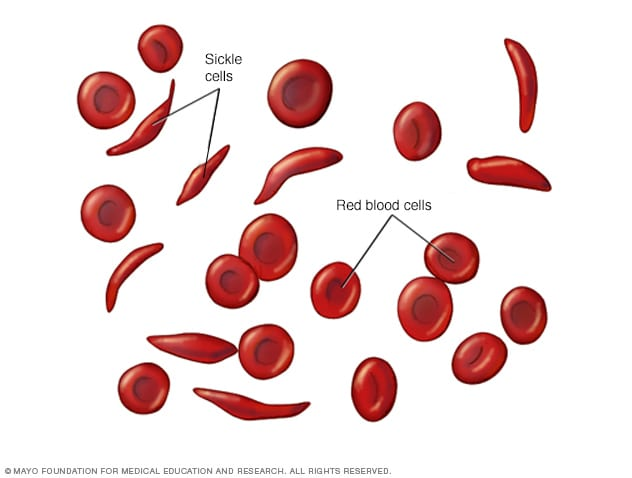 Sickle
cells
Red blood cells
© MAYO FOUNDATION FOR MEDICAL EDUCATION AND RESEARCH. ALL RIGHTS RESERVED.